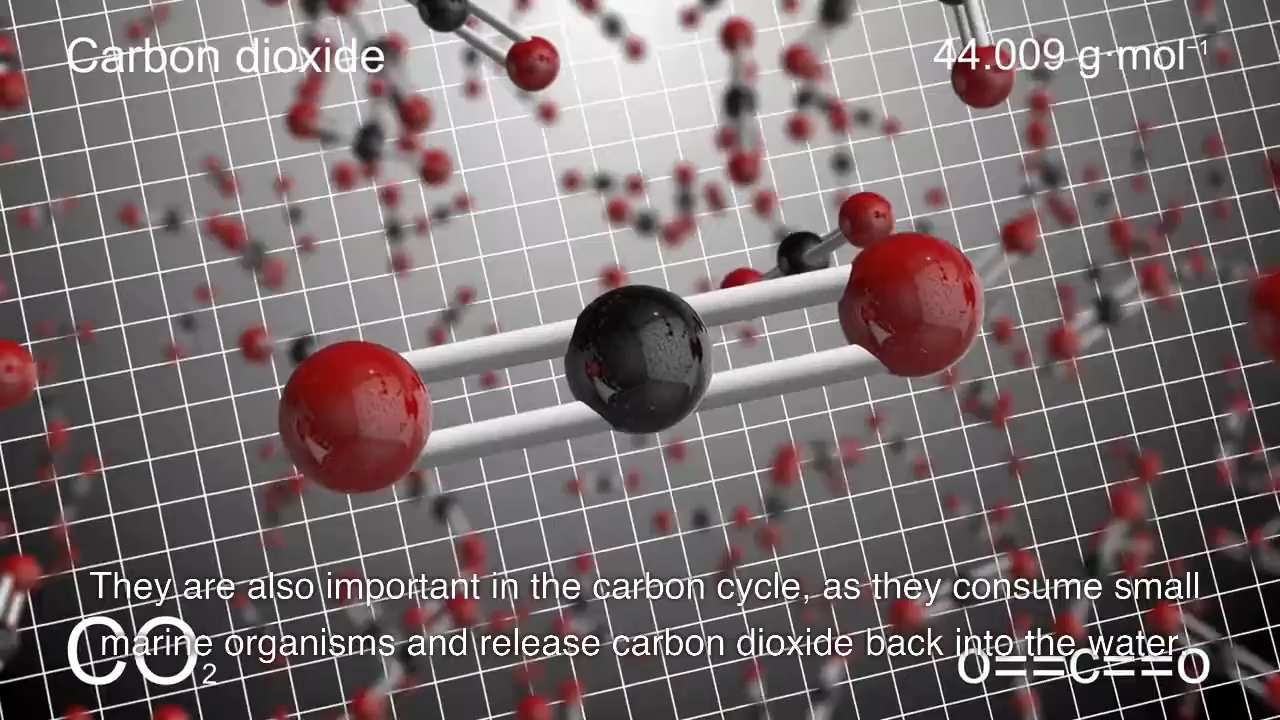 Carbon dioxide
44.009 g·mol⁻¹
They are also important in the carbon cycle, as they consume small
marine organisms and release carbon dioxide back into the water
CO₂
O==C==O